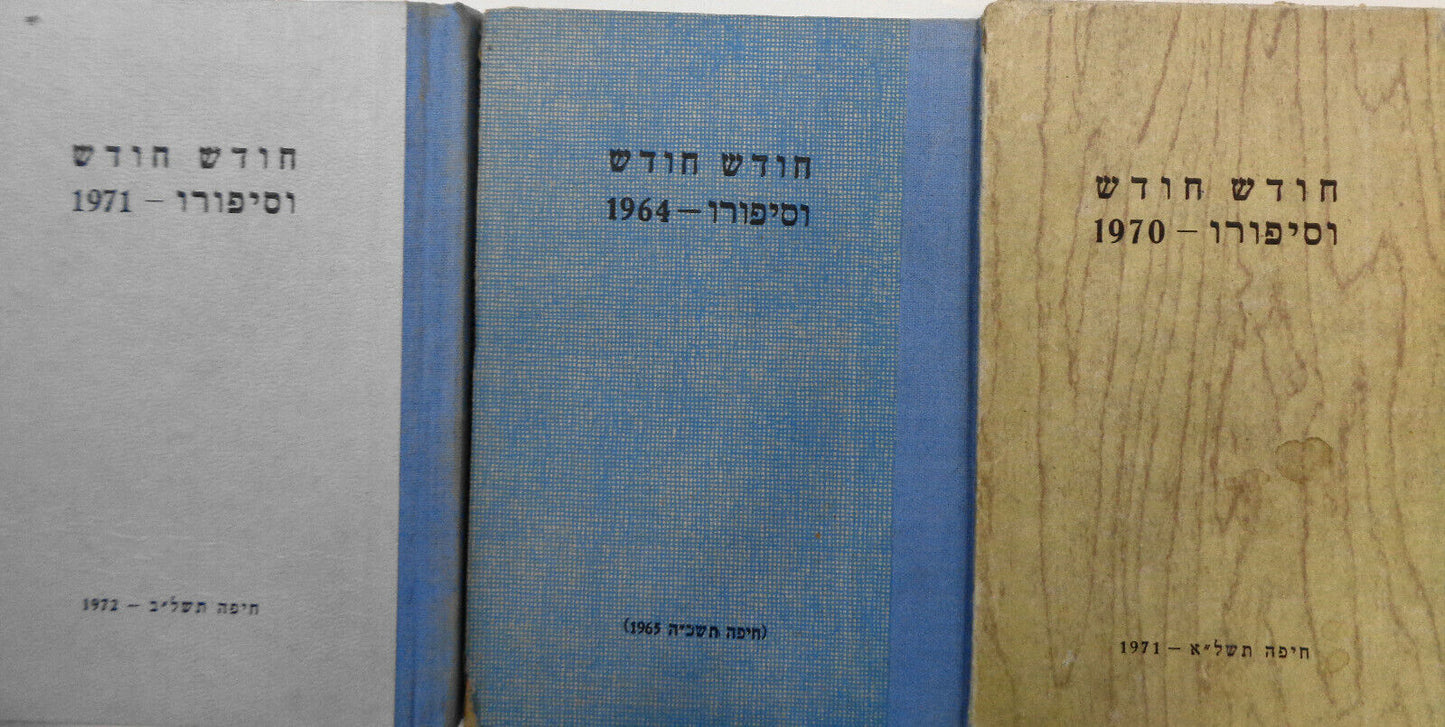 חודש חודש
וסיפורו – 1971
חיפה תשל״ב – 1972
חודש חודש
וסיפורו – 1964
(חיפה תשכ״ה 1965)
חודש חודש
וסיפורו – 1970
חיפה תשל״א – 1971